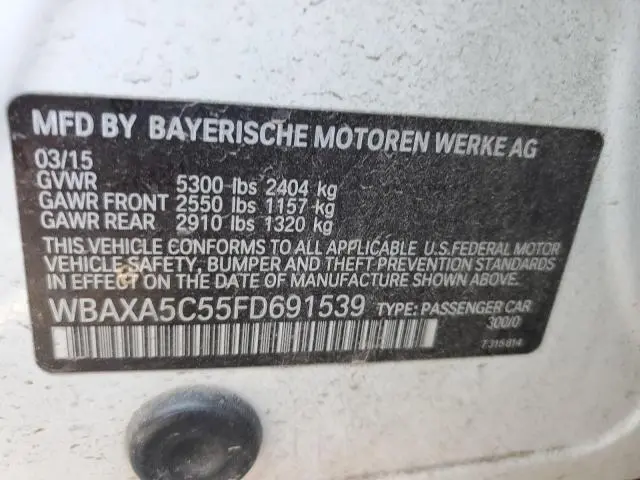 MFD BY BAYERISCHE MOTOREN WERKE AG
03/15
GVWR 5300 lbs 2404 kg
GAWR FRONT 2550 lbs 1157 kg
GAWR REAR 2910 lbs 1320 kg
THIS VEHICLE CONFORMS TO ALL APPLICABLE U.S.FEDERAL MOTOR
VEHICLE SAFETY, BUMPER AND THEFT PREVENTION STANDARDS
IN EFFECT ON THE DATE OF MANUFACTURE SHOWN ABOVE.
WBAXA5C55FD691539 TYPE: PASSENGER CAR
300/0
7315814